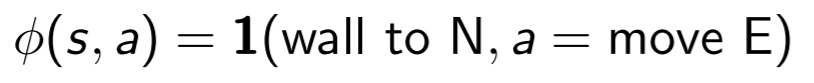 ϕ(s, a) = 𝟏(wall to N, a = move E)